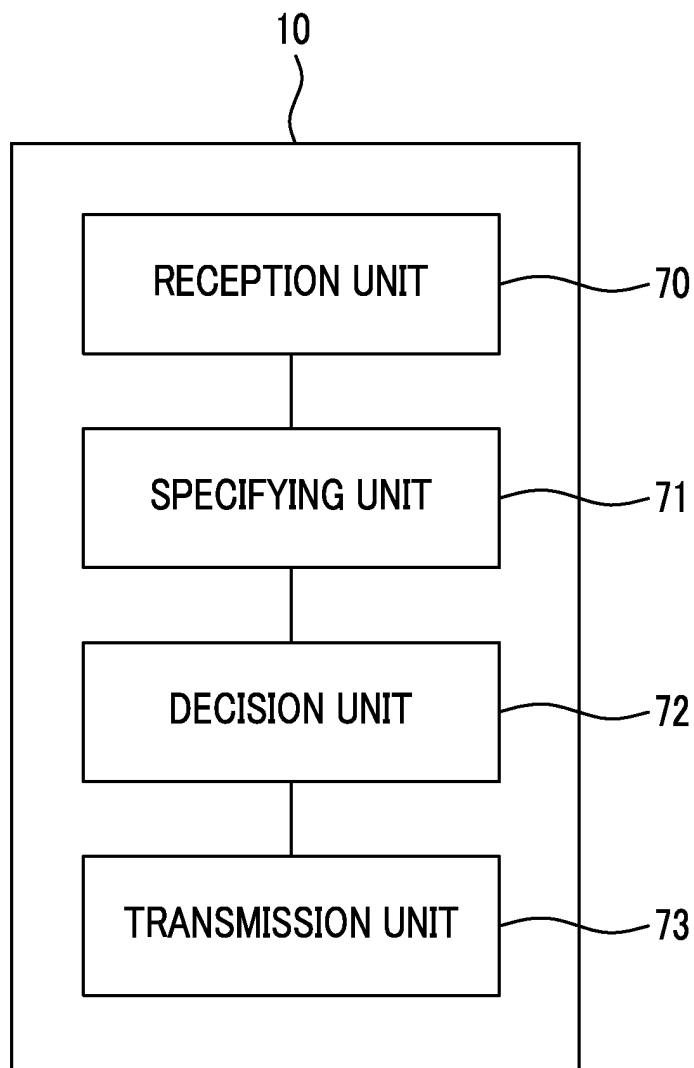 10
RECEPTION UNIT
70
SPECIFYING UNIT
71
DECISION UNIT
72
TRANSMISSION UNIT
73